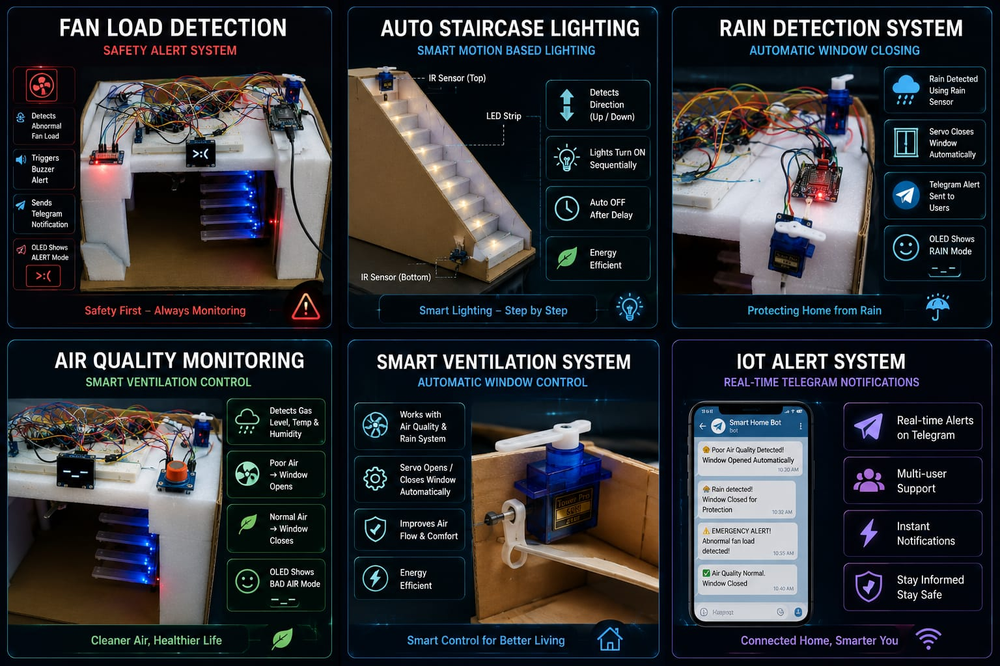 FAN LOAD DETECTION
SAFETY ALERT SYSTEM
Detects
Abnormal
Fan Load
Triggers
Buzzer
Alert
Sends
Telegram
Notification
OLED Shows
ALERT Mode
>:(
>:(
Safety First – Always Monitoring
AUTO STAIRCASE LIGHTING
SMART MOTION BASED LIGHTING
IR Sensor (Top)
LED Strip
IR Sensor (Bottom)
Detects
Direction
(Up / Down)
Lights Turn ON
Sequentially
Auto OFF
After Delay
Energy
Efficient
Smart Lighting – Step by Step
RAIN DETECTION SYSTEM
AUTOMATIC WINDOW CLOSING
Rain Detected
Using Rain
Sensor
Servo Closes
Window
Automatically
Telegram Alert
Sent to
Users
OLED Shows
RAIN Mode
-_-
Protecting Home from Rain
AIR QUALITY MONITORING
SMART VENTILATION CONTROL
-_-
Detects Gas
Level, Temp &
Humidity
Poor Air
→ Window
Opens
Normal Air
→ Window
Closes
OLED Shows
BAD AIR Mode
-_-
Cleaner Air, Healthier Life
SMART VENTILATION SYSTEM
AUTOMATIC WINDOW CONTROL
Works with
Air Quality &
Rain System
Servo Opens /
Closes Window
Automatically
Improves Air
Flow & Comfort
Energy
Efficient
Tower Pro
Smart Control for Better Living
IOT ALERT SYSTEM
REAL-TIME TELEGRAM NOTIFICATIONS
Smart Home Bot
bot
Poor Air Quality Detected!
Window Opened Automatically
10:30 AM
Rain detected!
Window Closed for
Protection
10:32 AM
EMERGENCY ALERT!
Abnormal fan load
detected!
10:35 AM
Air Quality Normal.
Window Closed
10:40 AM
Real-time Alerts
on Telegram
Multi-user
Support
Instant
Notifications
Stay Informed
Stay Safe
Connected Home, Smarter You